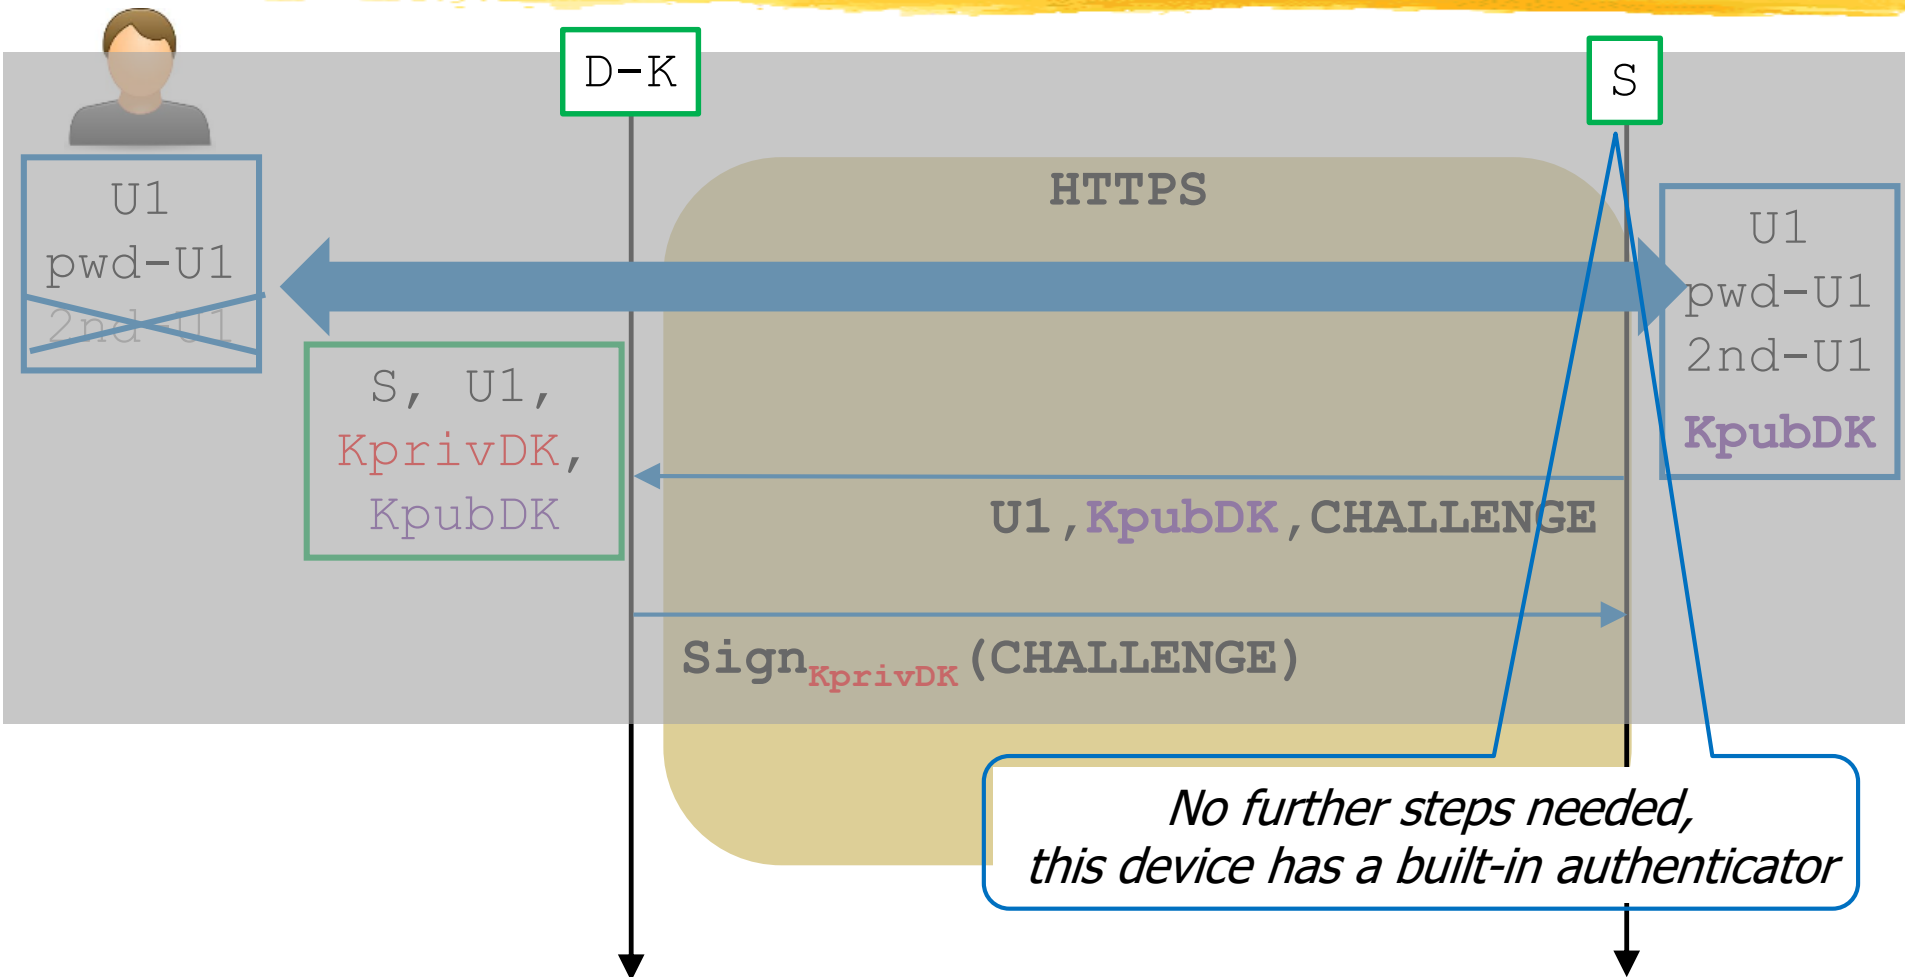 D-K
S
HTTPS
U1
pwd-U1
2nd-U1
U1
pwd-U1
2nd-U1
KpubDK
S, U1,
KprivDK,
KpubDK
U1,KpubDK,CHALLENGE
SignKprivDK(CHALLENGE)
No further steps needed,
this device has a built-in authenticator